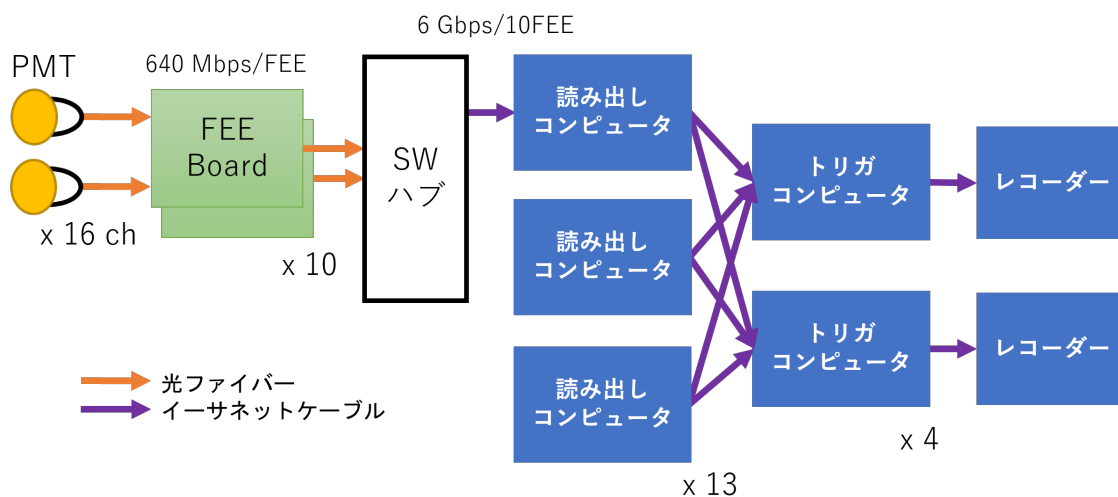 6 Gbps/10FEE
PMT
640 Mbps/FEE
FEE
Board
x 16 ch
x 10
SW
ハブ
読み出し
コンピュータ
読み出し
コンピュータ
読み出し
コンピュータ
x 13
トリガ
コンピュータ
トリガ
コンピュータ
x 4
レコーダー
レコーダー
光ファイバー
イーサネットケーブル